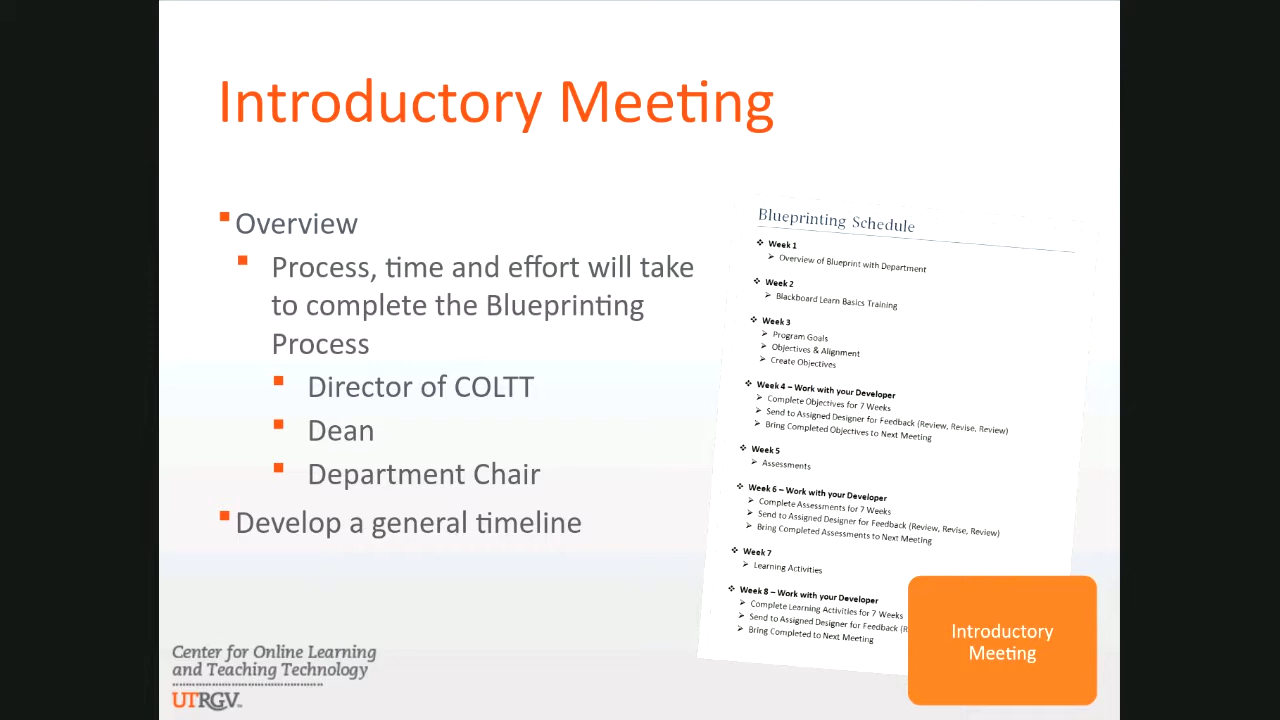 Introductory Meeting
Overview
Process, time and effort will take
to complete the Blueprinting
Process
Director of COLTT
Dean
Department Chair
Develop a general timeline
Blueprinting Schedule
Week 1
Overview of Blueprint with Department
Week 2
Blackboard Learn Basics Training
Week 3
Program Goals
Objectives & Alignment
Create Objectives
Week 4 – Work with your Developer
Complete Objectives for 7 Weeks
Send to Assigned Designer for Feedback (Review, Revise, Review)
Bring Completed Objectives to Next Meeting
Week 5
Assessments
Week 6 – Work with your Developer
Complete Assessments for 7 Weeks
Send to Assigned Designer for Feedback (Review, Revise, Review)
Bring Completed Assessments to Next Meeting
Week 7
Learning Activities
Week 8 – Work with your Developer
Complete Learning Activities for 7 Weeks
Send to Assigned Designer for Feedback (R
Bring Completed to Next Meeting
Introductory
Meeting
Center for Online Learning
and Teaching Technology
UTRGV™